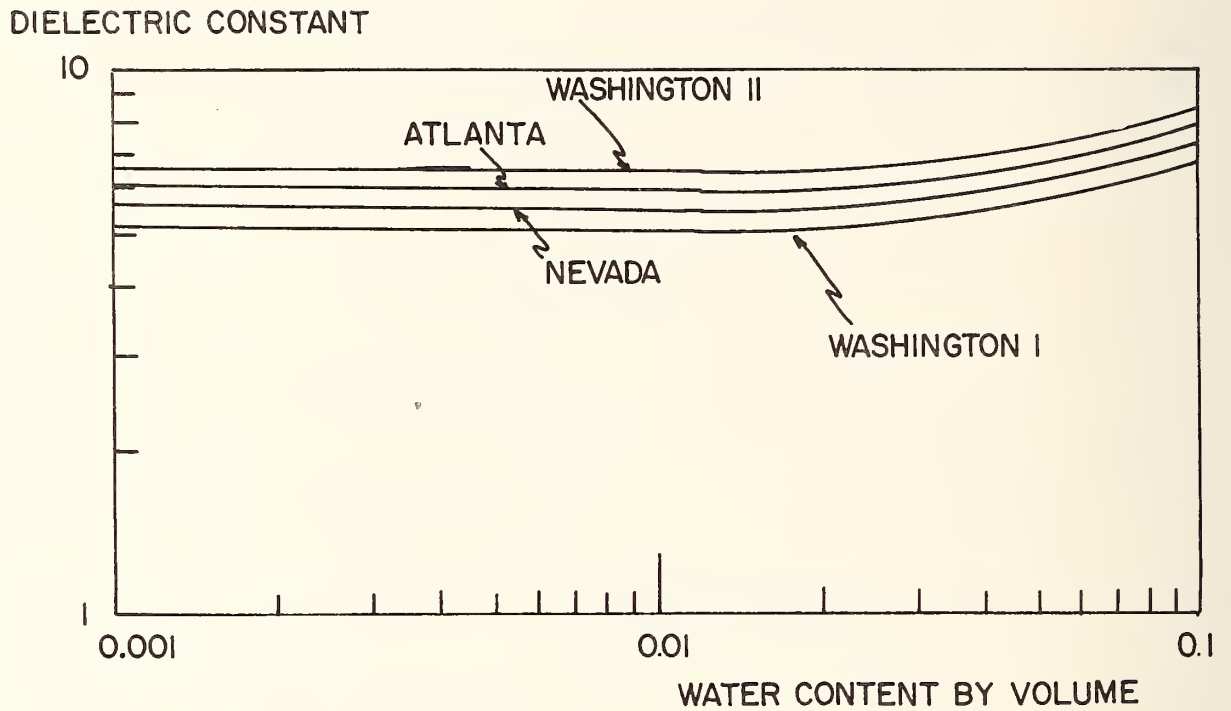 DIELECTRIC CONSTANT
10
WASHINGTON II
ATLANTA
NEVADA
WASHINGTON I
1
0.001
0.01
0.1
WATER CONTENT BY VOLUME